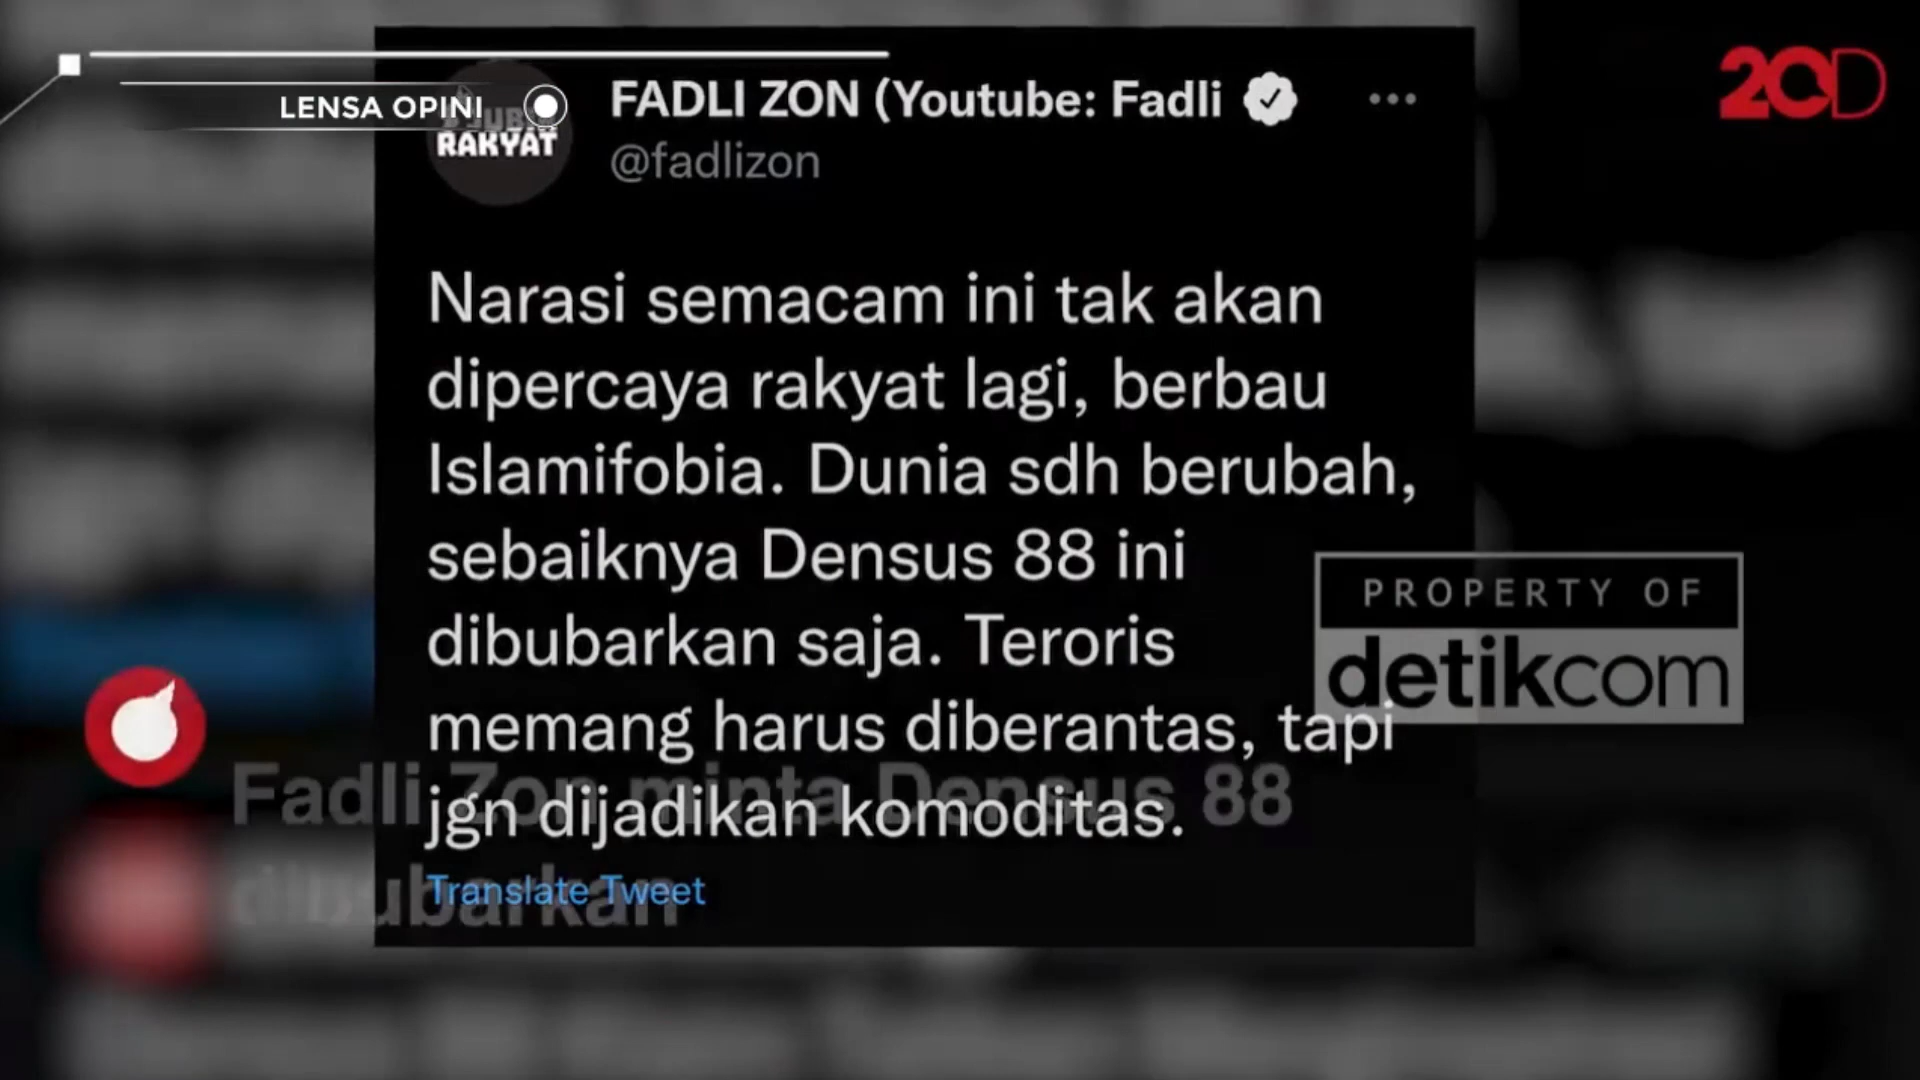 LENSA OPINI
20D
RAKYAT
FADLI ZON (Youtube: Fadli
@fadlizon
Narasi semacam ini tak akan
dipercaya rakyat lagi, berbau
Islamifobia. Dunia sdh berubah,
sebaiknya Densus 88 ini
dibubarkan saja. Teroris
memang harus diberantas, tapi
jgn dijadikan komoditas.
Translate Tweet
PROPERTY OF
detikcom
Fadli Zon minta Densus 88
dibubarkan